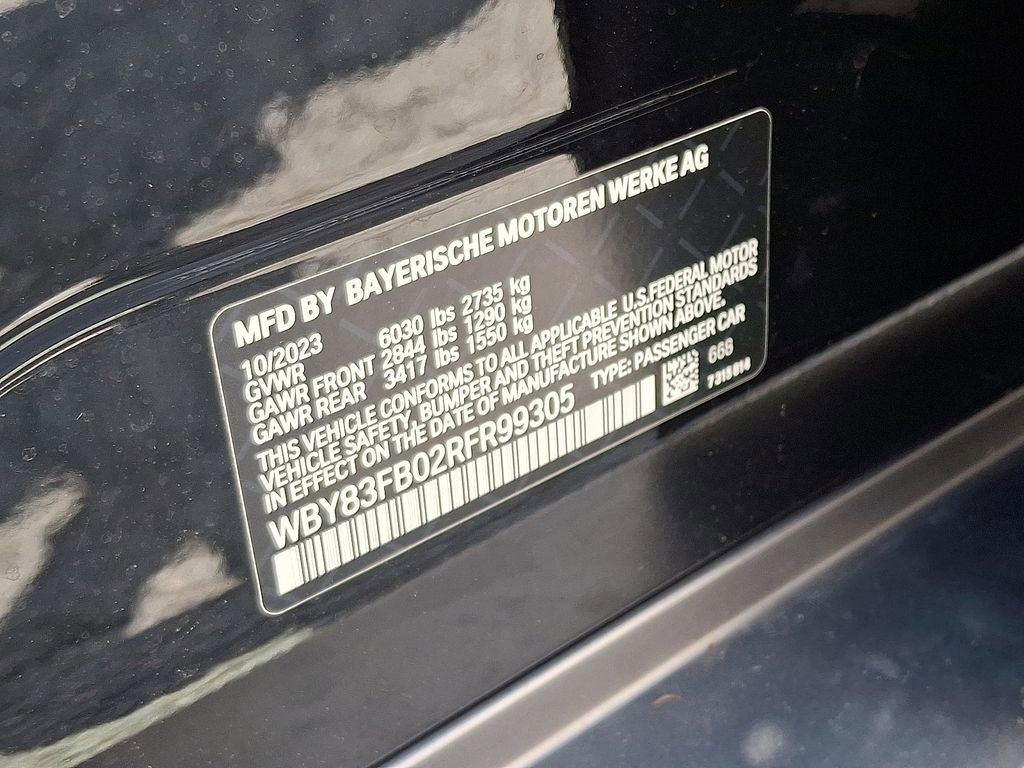 MFD BY BAYERISCHE MOTOREN WERKE AG
10/2023
GVWR 6030 lbs 2735 kg
GAWR FRONT 2844 lbs 1290 kg
GAWR REAR 3417 lbs 1550 kg
THIS VEHICLE CONFORMS TO ALL APPLICABLE U.S.FEDERAL MOTOR
VEHICLE SAFETY, BUMPER AND THEFT PREVENTION STANDARDS
IN EFFECT ON THE DATE OF MANUFACTURE SHOWN ABOVE.
WBY83FB02RFR99305 TYPE: PASSENGER CAR
668